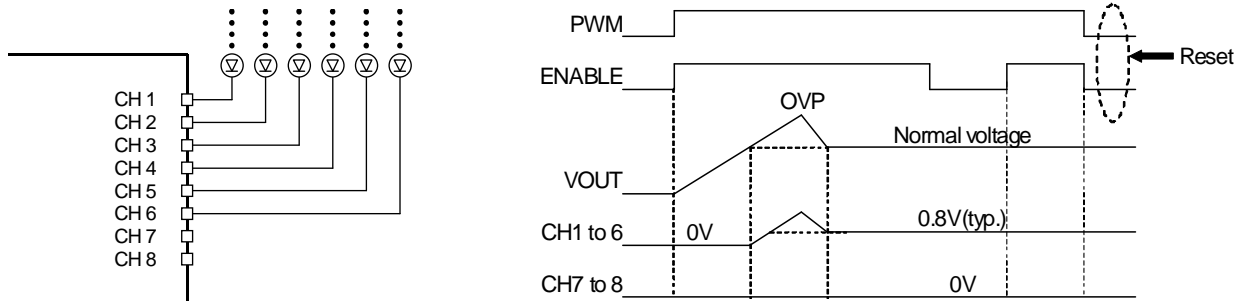 CH 1
CH 2
CH 3
CH 4
CH 5
CH 6
CH 7
CH 8
PWM
Reset
ENABLE
OVP
Normal voltage
VOUT
CH1 to 6
0V
0.8V(typ.)
CH7 to 8
0V